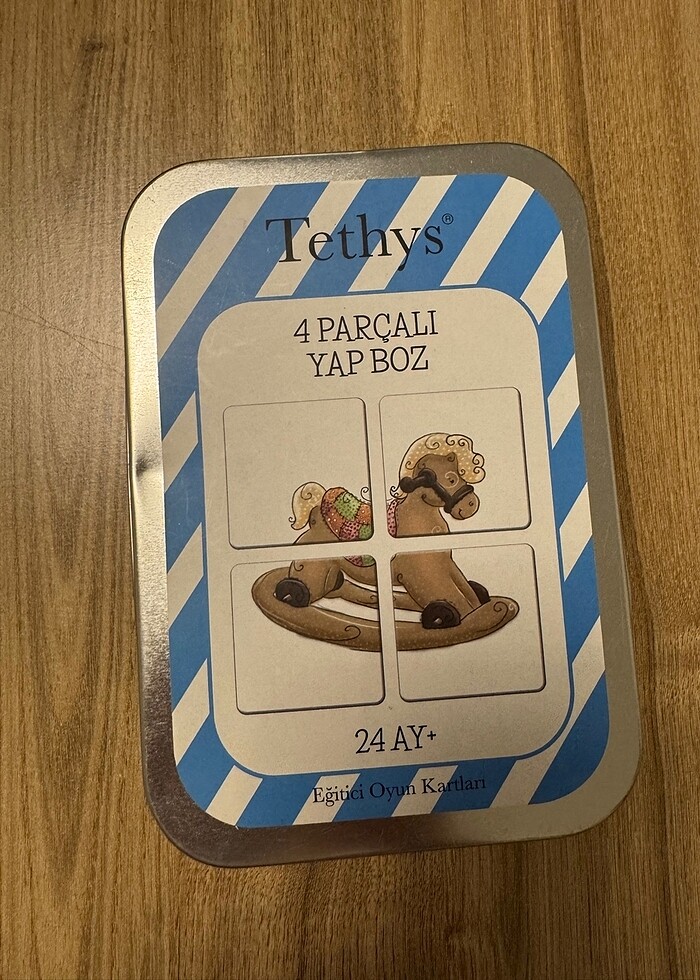 Tethys®
4 PARÇALI
YAP BOZ
24 AY+
Eğitici Oyun Kartları